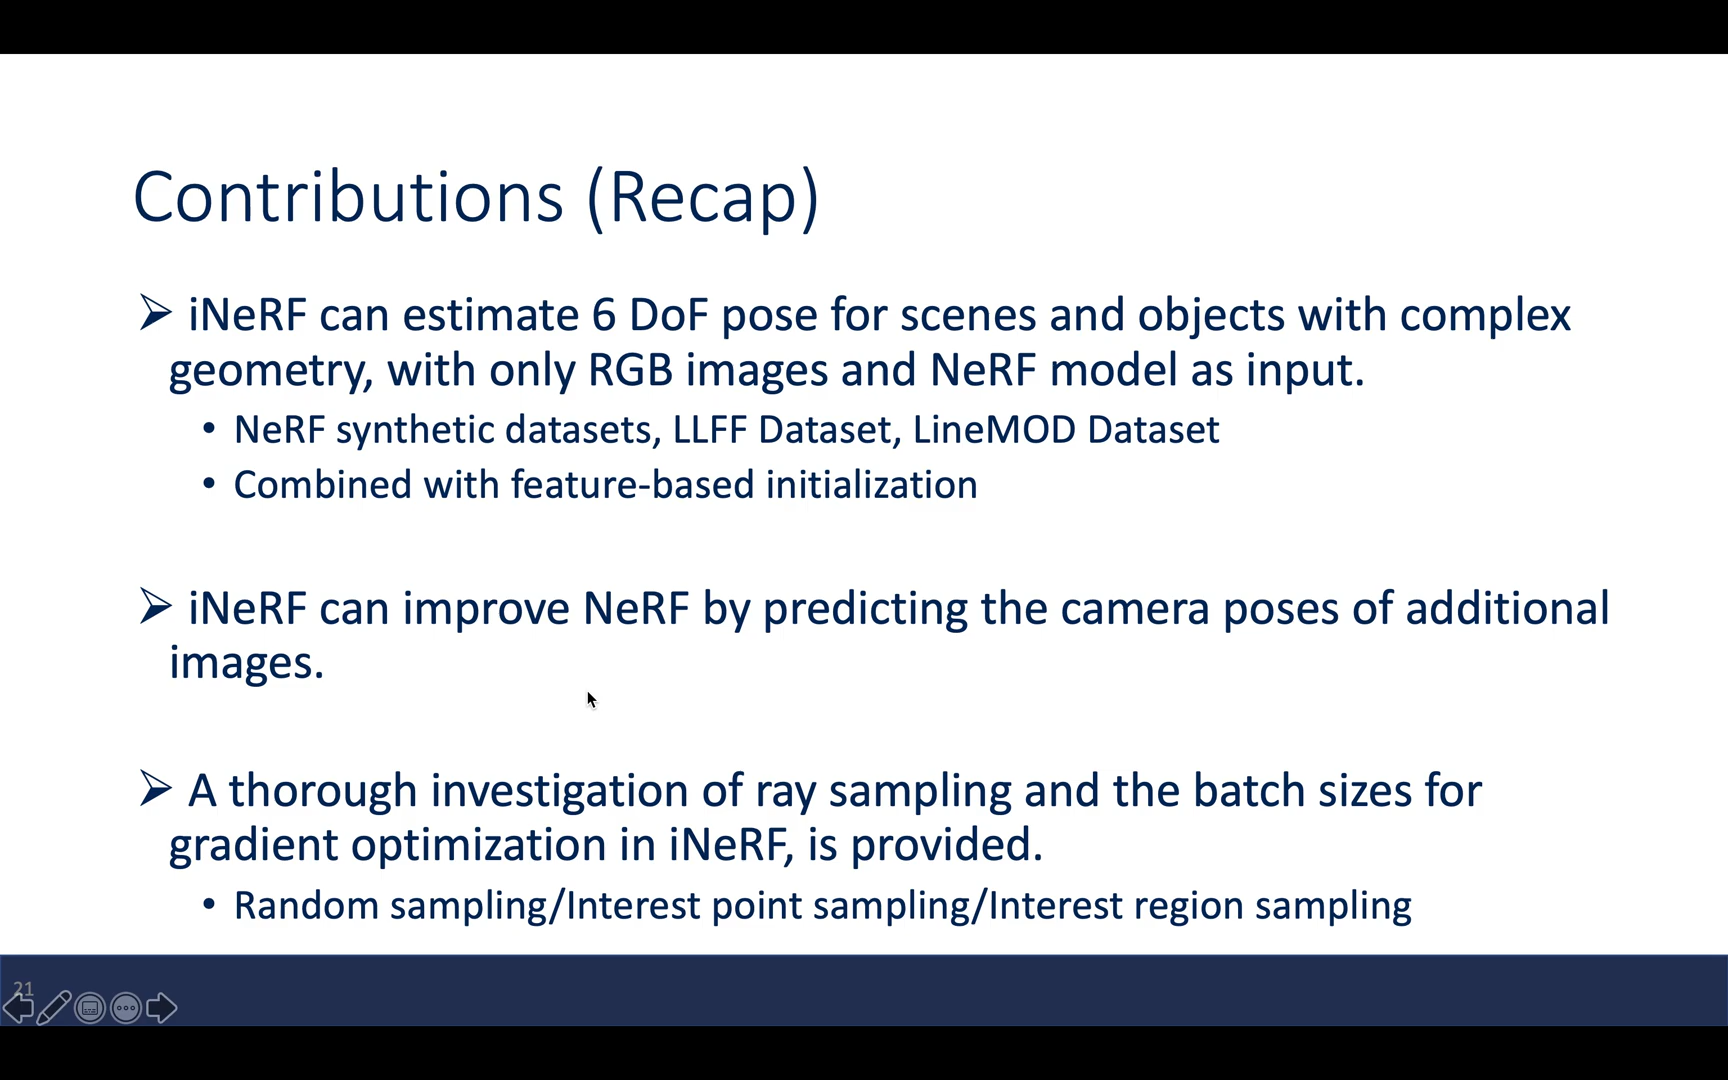 Contributions (Recap)
➢ iNeRF can estimate 6 DoF pose for scenes and objects with complex
geometry, with only RGB images and NeRF model as input.
• NeRF synthetic datasets, LLFF Dataset, LineMOD Dataset
• Combined with feature-based initialization
➢ iNeRF can improve NeRF by predicting the camera poses of additional
images.
➢ A thorough investigation of ray sampling and the batch sizes for
gradient optimization in iNeRF, is provided.
• Random sampling/Interest point sampling/Interest region sampling
21